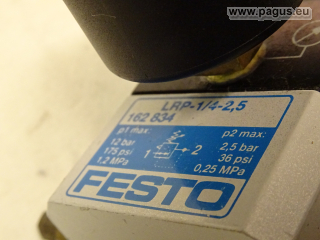 www.pagus.eu
LRP-1/4-2,5
162 834
p1 max: p2 max:
12 bar 2,5 bar
175 psi 1 2 36 psi
1,2 MPa 0,25 MPa
FESTO